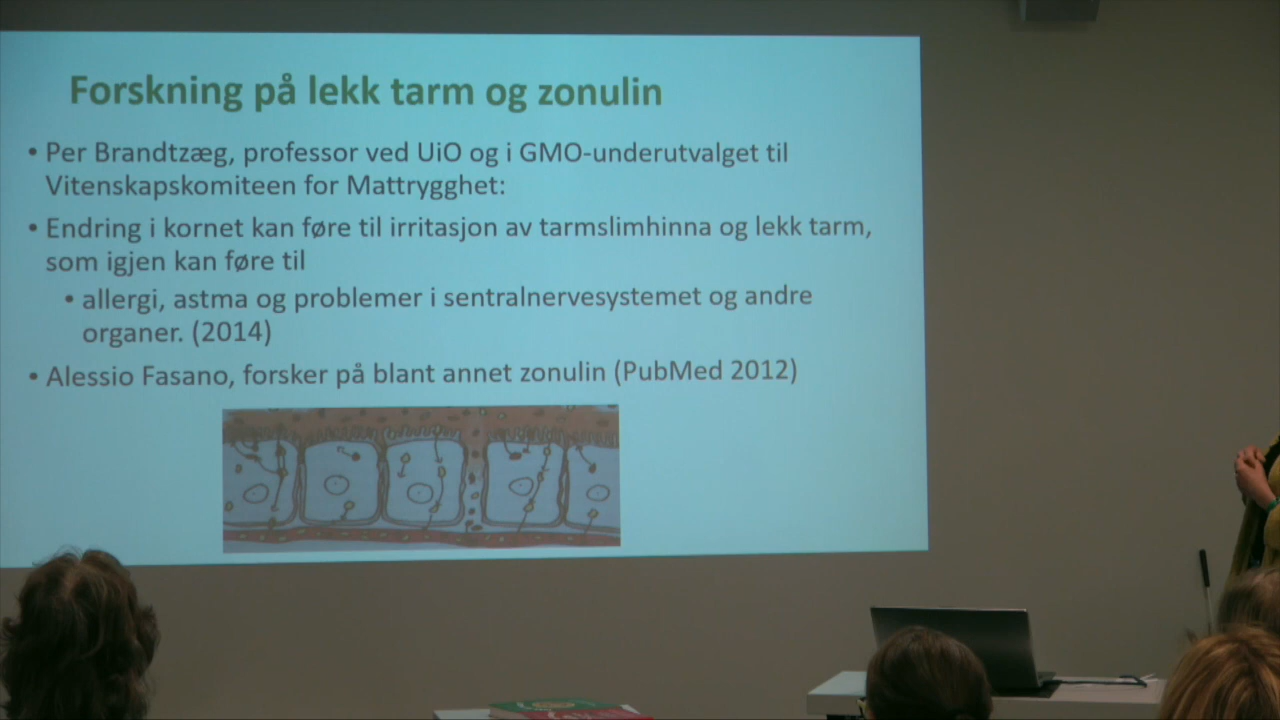 Forskning på lekk tarm og zonulin
• Per Brandtzæg, professor ved UiO og i GMO-underutvalget til
Vitenskapskomiteen for Mattrygghet:
• Endring i kornet kan føre til irritasjon av tarmslimhinna og lekk tarm,
som igjen kan føre til
• allergi, astma og problemer i sentralnervesystemet og andre
organer. (2014)
• Alessio Fasano, forsker på blant annet zonulin (PubMed 2012)